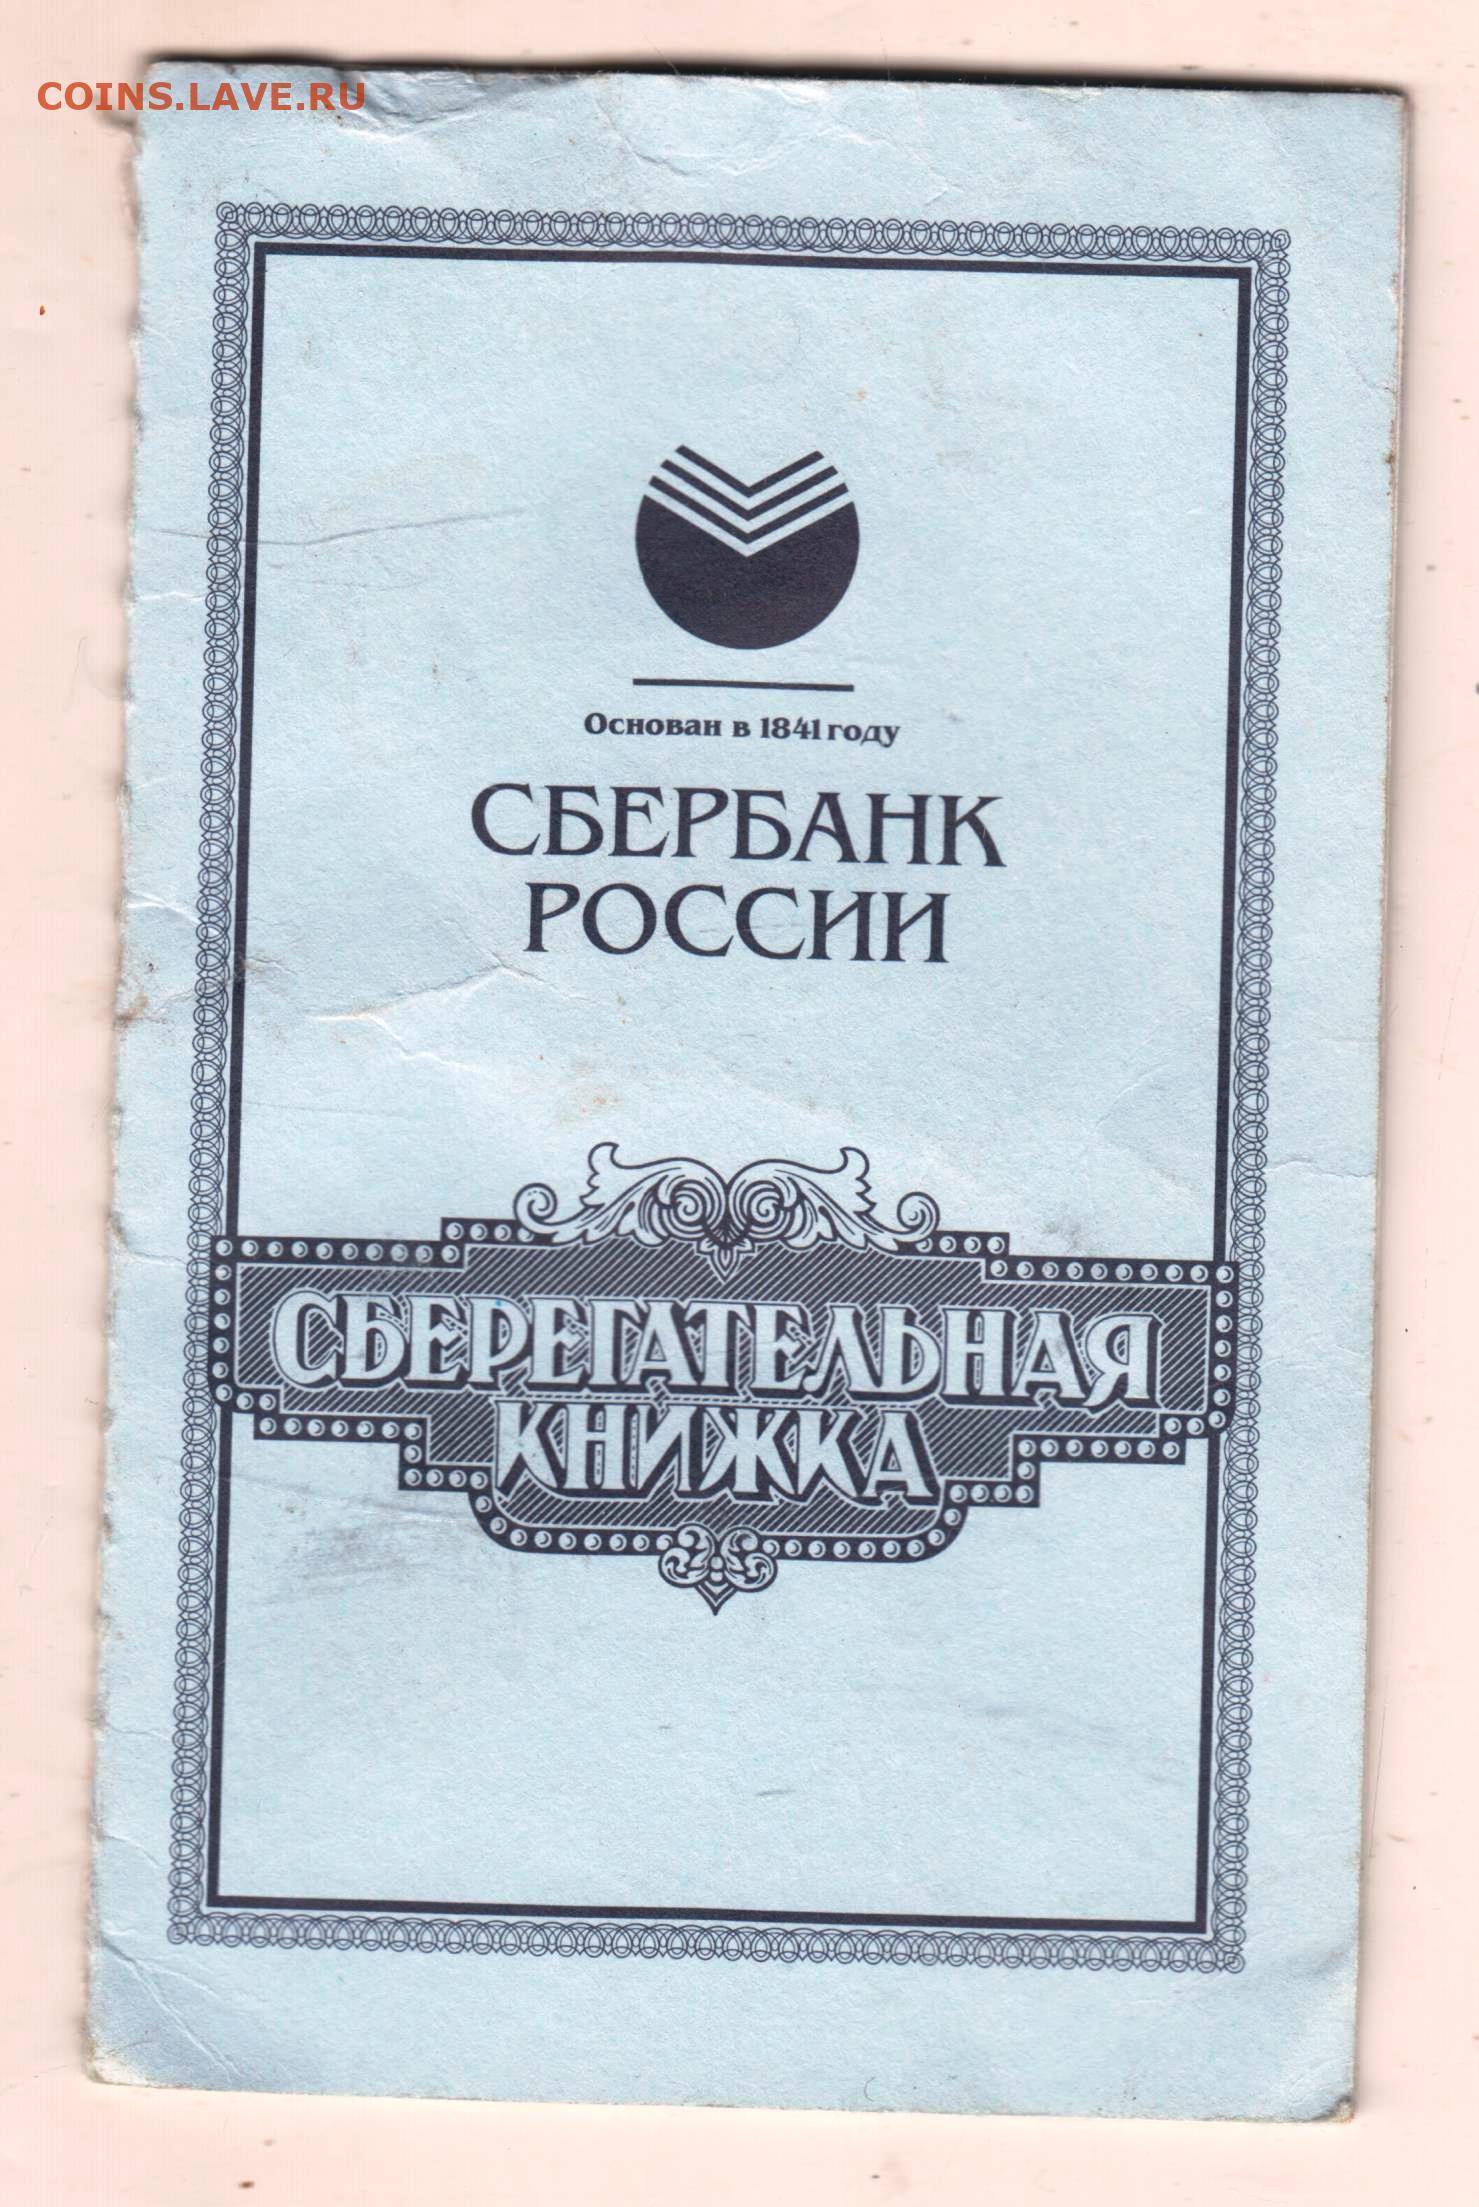 COINS.LAVE.RU
Основан в 1841 году
СБЕРБАНК
РОССИИ
СБЕРЕГАТЕЛЬНАЯ
КНИЖКА